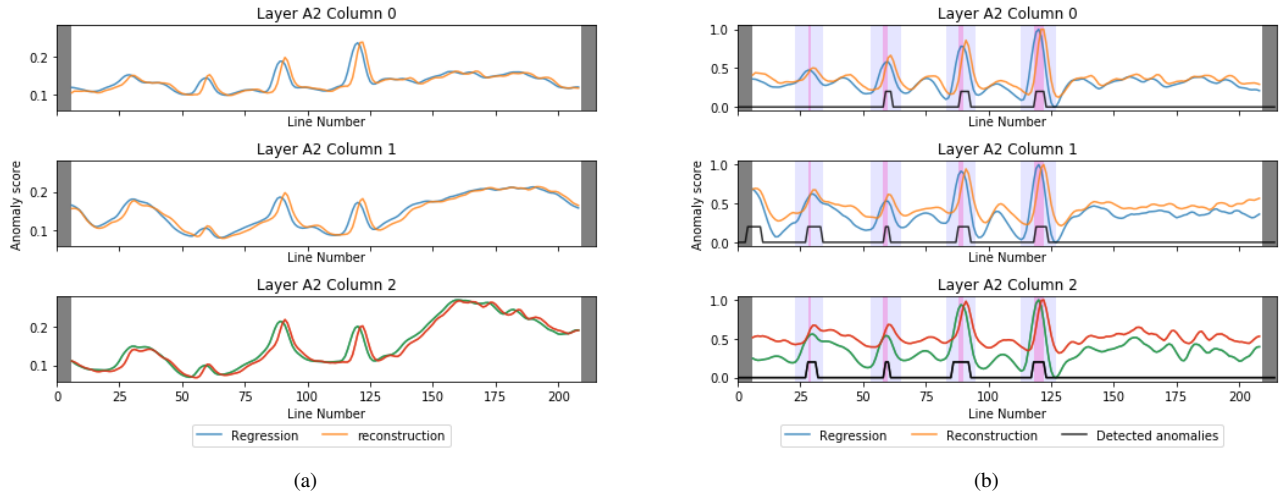 Layer A2 Column 0
0.2
0.1
Line Number
Layer A2 Column 1
Anomaly score
0.2
0.1
Line Number
Layer A2 Column 2
0.2
0.1
0 25 50 75 100 125 150 175 200
Line Number
Regression reconstruction
(a)
Layer A2 Column 0
1.0
0.5
0.0
Line Number
Layer A2 Column 1
Anomaly score
1.0
0.5
0.0
Line Number
Layer A2 Column 2
1.0
0.5
0.0
0 25 50 75 100 125 150 175 200
Line Number
Regression Reconstruction Detected anomalies
(b)